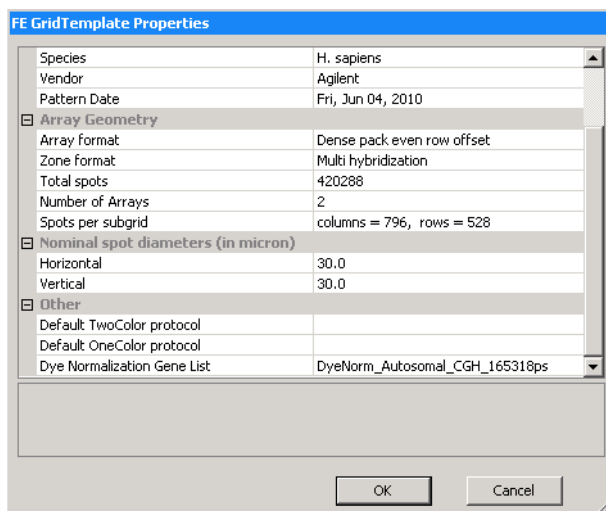 FE GridTemplate Properties
Species H. sapiens
Vendor Agilent
Pattern Date Fri, Jun 04, 2010
Array Geometry
Array format Dense pack even row offset
Zone format Multi hybridization
Total spots 420288
Number of Arrays 2
Spots per subgrid columns = 796, rows = 528
Nominal spot diameters (in micron)
Horizontal 30.0
Vertical 30.0
Other
Default TwoColor protocol
Default OneColor protocol
Dye Normalization Gene List DyeNorm_Autosomal_CGH_165318ps
OK Cancel